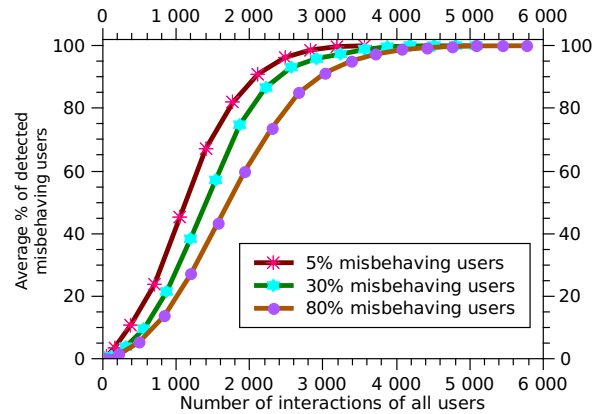 0 1 000 2 000 3 000 4 000 5 000 6 000
100 100
80 80
60 60
40 40
20 20
0 0
Average % of detected
misbehaving users
5% misbehaving users
30% misbehaving users
80% misbehaving users
0 1 000 2 000 3 000 4 000 5 000 6 000
Number of interactions of all users